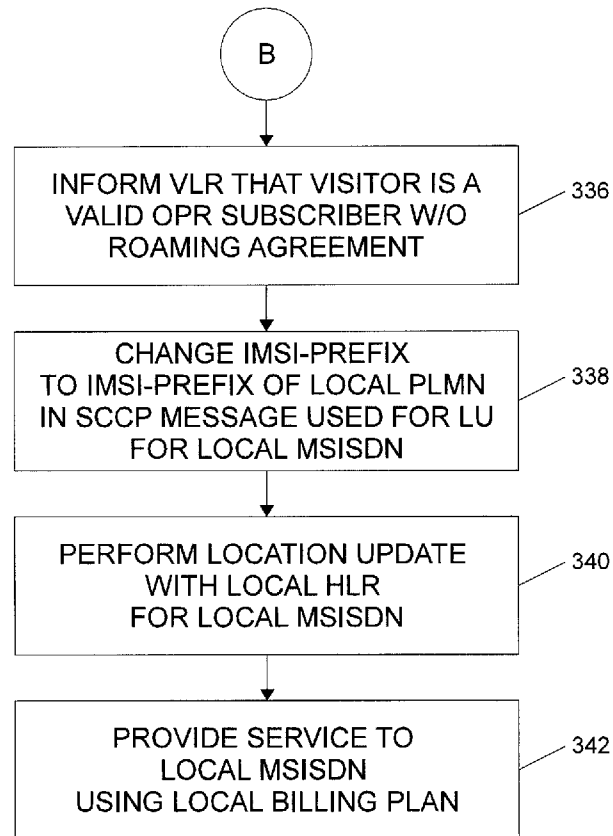 B
INFORM VLR THAT VISITOR IS A
VALID OPR SUBSCRIBER W/O
ROAMING AGREEMENT
336
CHANGE IMSI-PREFIX
TO IMSI-PREFIX OF LOCAL PLMN
IN SCCP MESSAGE USED FOR LU
FOR LOCAL MSISDN
338
PERFORM LOCATION UPDATE
WITH LOCAL HLR
FOR LOCAL MSISDN
340
PROVIDE SERVICE TO
LOCAL MSISDN
USING LOCAL BILLING PLAN
342